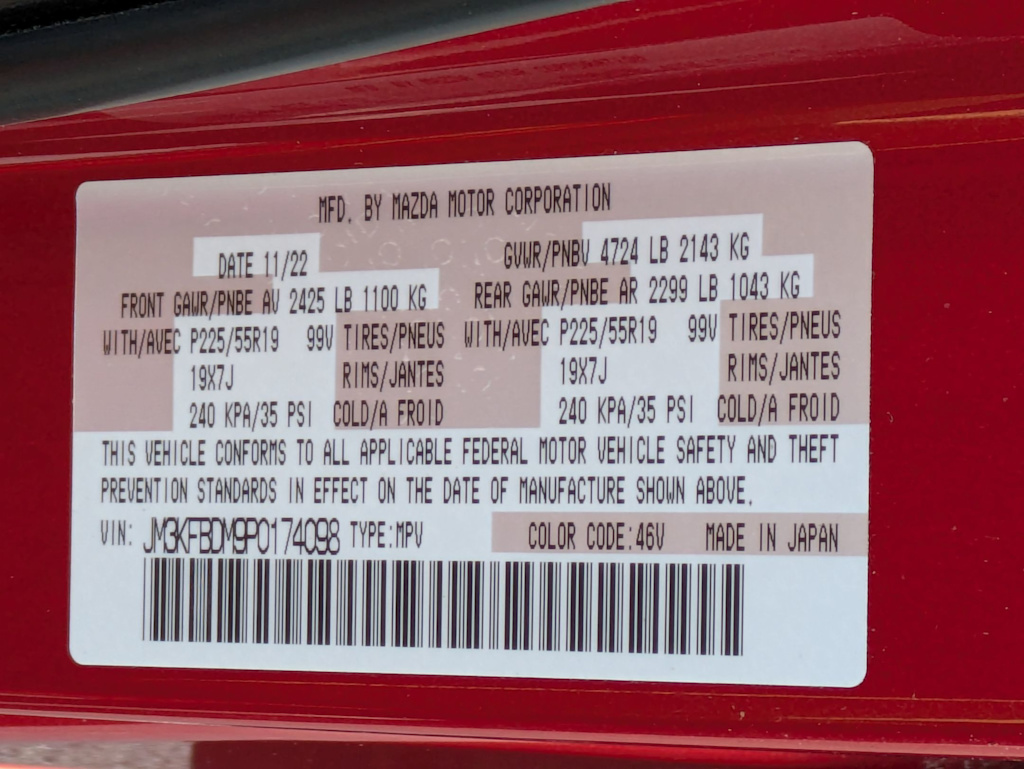 MFD. BY MAZDA MOTOR CORPORATION
DATE 11/22 GVWR/PNBV 4724 LB 2143 KG
FRONT GAWR/PNBE AV 2425 LB 1100 KG REAR GAWR/PNBE AR 2299 LB 1043 KG
WITH/AVEC P225/55R19 99V TIRES/PNEUS WITH/AVEC P225/55R19 99V TIRES/PNEUS
19X7J RIMS/JANTES 19X7J RIMS/JANTES
240 KPA/35 PSI COLD/A FROID 240 KPA/35 PSI COLD/A FROID
THIS VEHICLE CONFORMS TO ALL APPLICABLE FEDERAL MOTOR VEHICLE SAFETY AND THEFT
PREVENTION STANDARDS IN EFFECT ON THE DATE OF MANUFACTURE SHOWN ABOVE.
VIN: JM3KFBDM9P0174098 TYPE:MPV COLOR CODE:46V MADE IN JAPAN